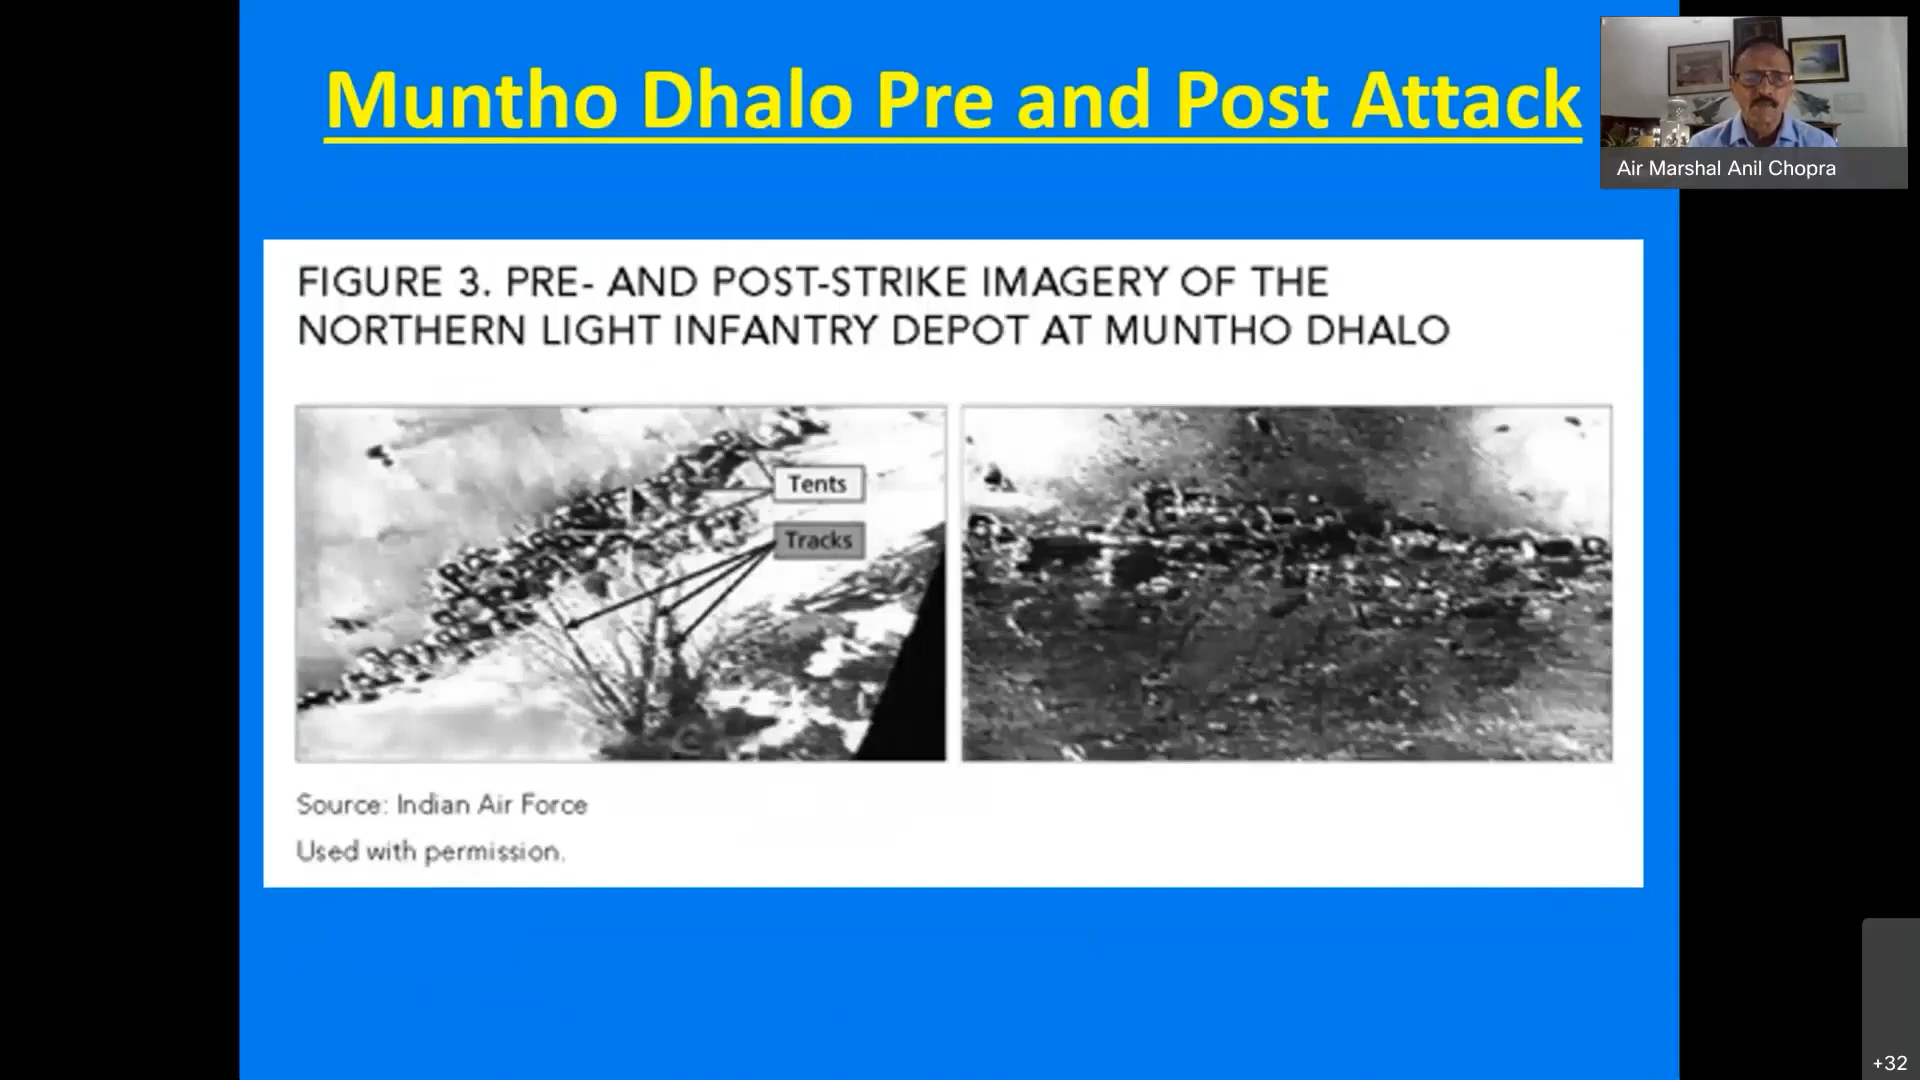 Muntho Dhalo Pre and Post Attack
Air Marshal Anil Chopra
FIGURE 3. PRE- AND POST-STRIKE IMAGERY OF THE
NORTHERN LIGHT INFANTRY DEPOT AT MUNTHO DHALO
Tents
Tracks
Source: Indian Air Force
Used with permission.
+32